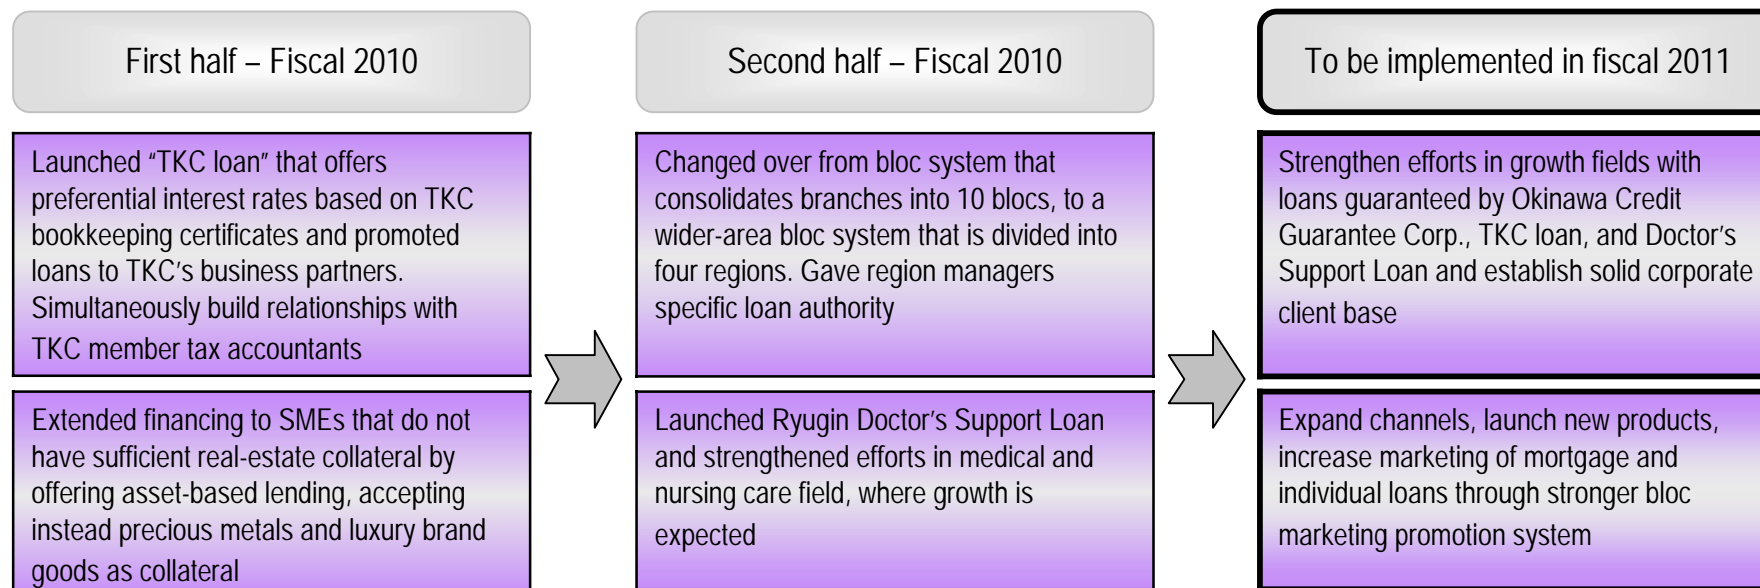 First half – Fiscal 2010
Launched “TKC loan” that offers
preferential interest rates based on TKC
bookkeeping certificates and promoted
loans to TKC’s business partners.
Simultaneously build relationships with
TKC member tax accountants
Extended financing to SMEs that do not
have sufficient real-estate collateral by
offering asset-based lending, accepting
instead precious metals and luxury brand
goods as collateral
Second half – Fiscal 2010
Changed over from bloc system that
consolidates branches into 10 blocs, to a
wider-area bloc system that is divided into
four regions. Gave region managers
specific loan authority
Launched Ryugin Doctor’s Support Loan
and strengthened efforts in medical and
nursing care field, where growth is
expected
To be implemented in fiscal 2011
Strengthen efforts in growth fields with
loans guaranteed by Okinawa Credit
Guarantee Corp., TKC loan, and Doctor’s
Support Loan and establish solid corporate
client base
Expand channels, launch new products,
increase marketing of mortgage and
individual loans through stronger bloc
marketing promotion system